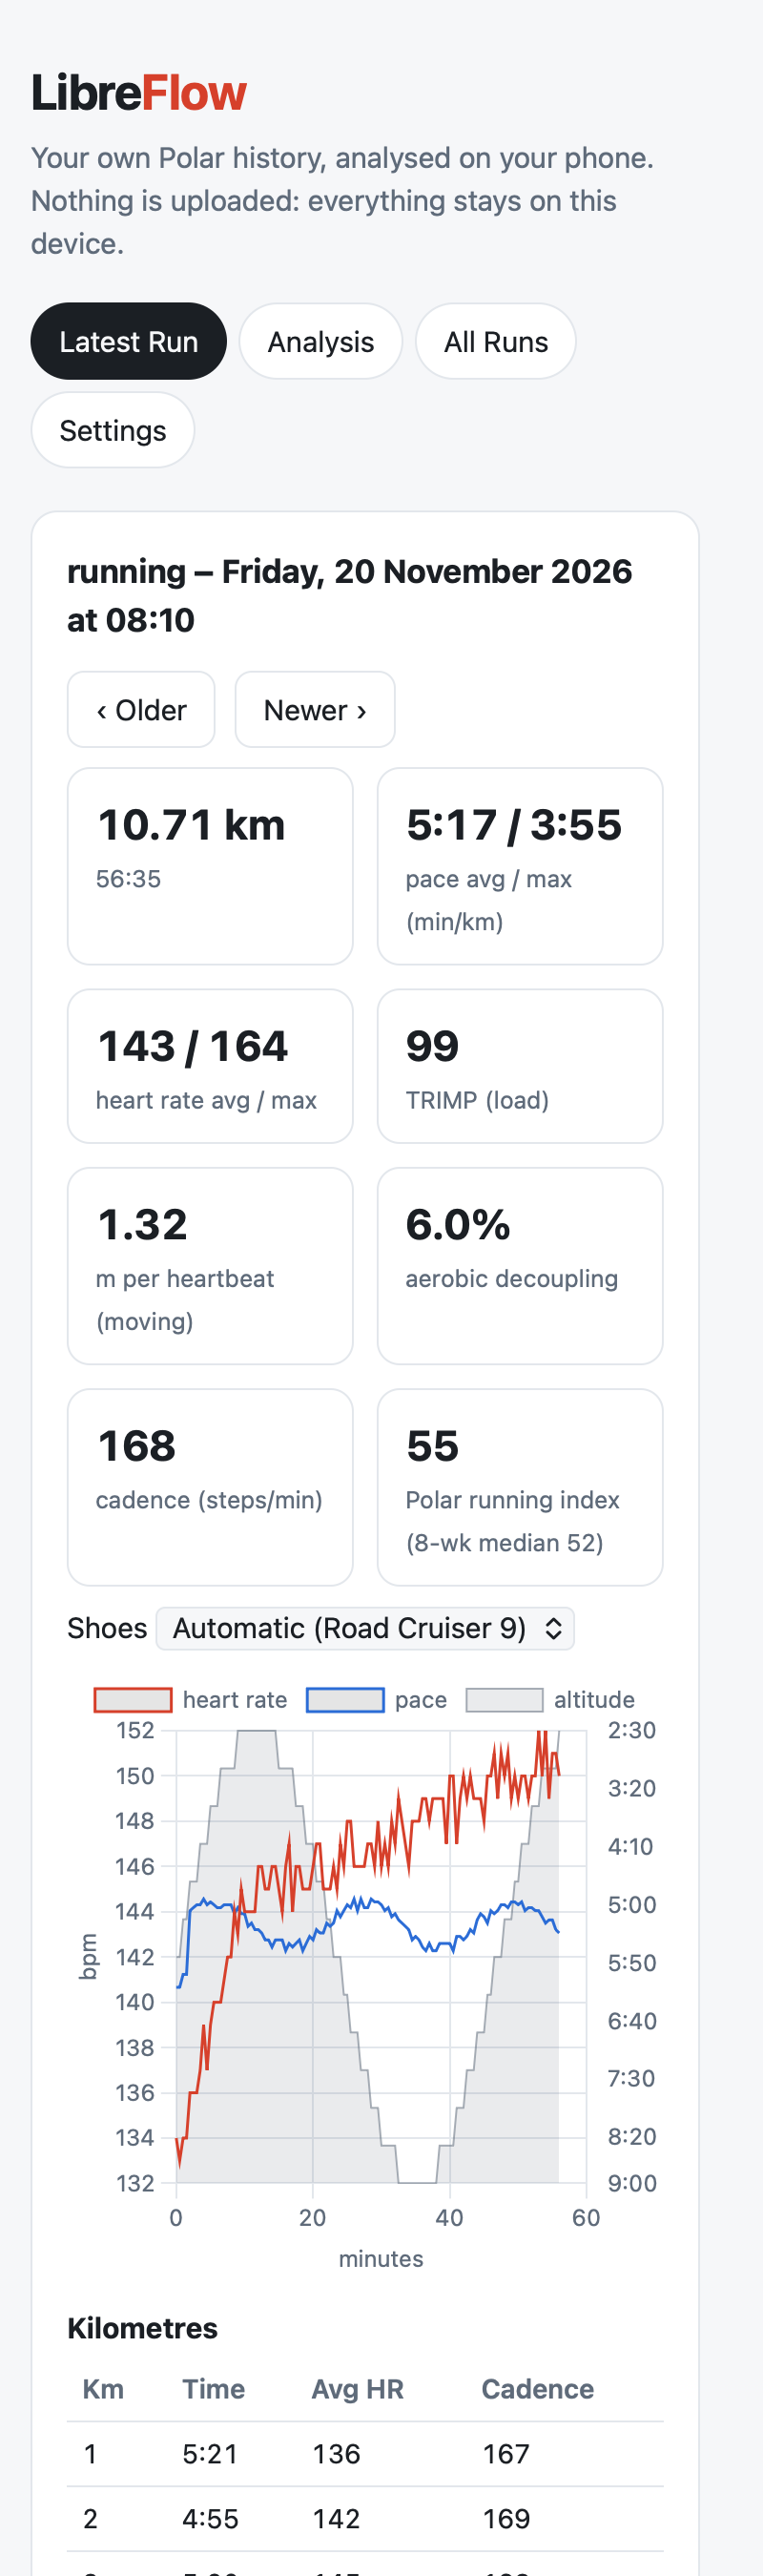 LibreFlow
Your own Polar history, analysed on your phone.
Nothing is uploaded: everything stays on this
device.
Latest Run
Analysis
All Runs
Settings
running – Friday, 20 November 2026
at 08:10
‹ Older
Newer ›
10.71 km
56:35
5:17 / 3:55
pace avg / max
(min/km)
143 / 164
heart rate avg / max
99
TRIMP (load)
1.32
m per heartbeat
(moving)
6.0%
aerobic decoupling
168
cadence (steps/min)
55
Polar running index
(8-wk median 52)
Shoes Automatic (Road Cruiser 9)
heart rate pace altitude
152 2:30
150 3:20
148 4:10
146
144 5:00
142 5:50
140 6:40
138 7:30
136
134 8:20
132 9:00
bpm
0 20 40 60
minutes
Kilometres
Km Time Avg HR Cadence
1 5:21 136 167
2 4:55 142 169